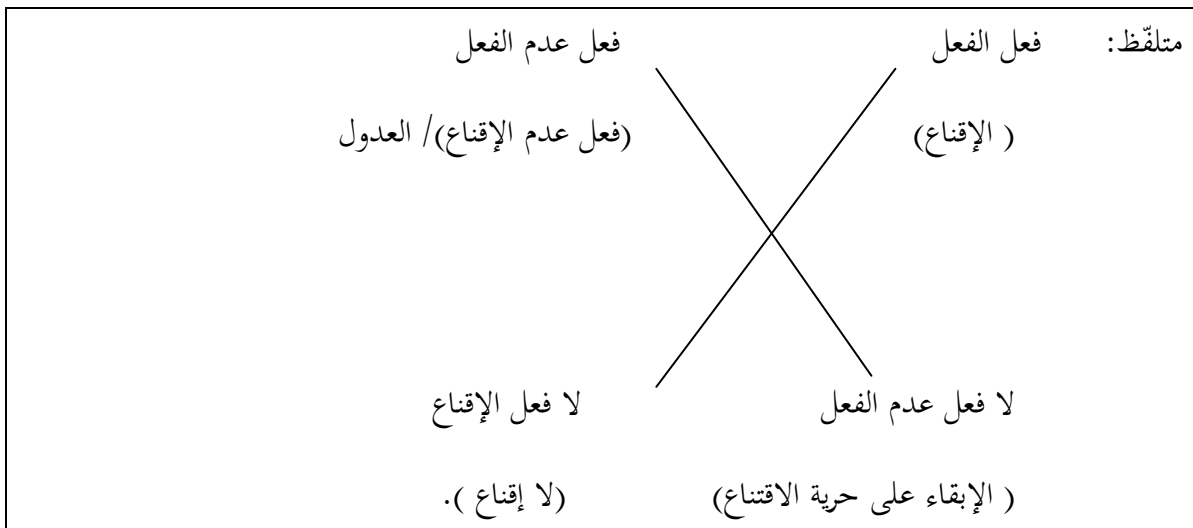 متلفّظ: فعل الفعل فعل عدم الفعل
( الإقناع) (فعل عدم الإقناع)/ العدول
لا فعل عدم الفعل لا فعل الإقناع
( الإبقاء على حرية الاقتناع) (لا إقناع ).